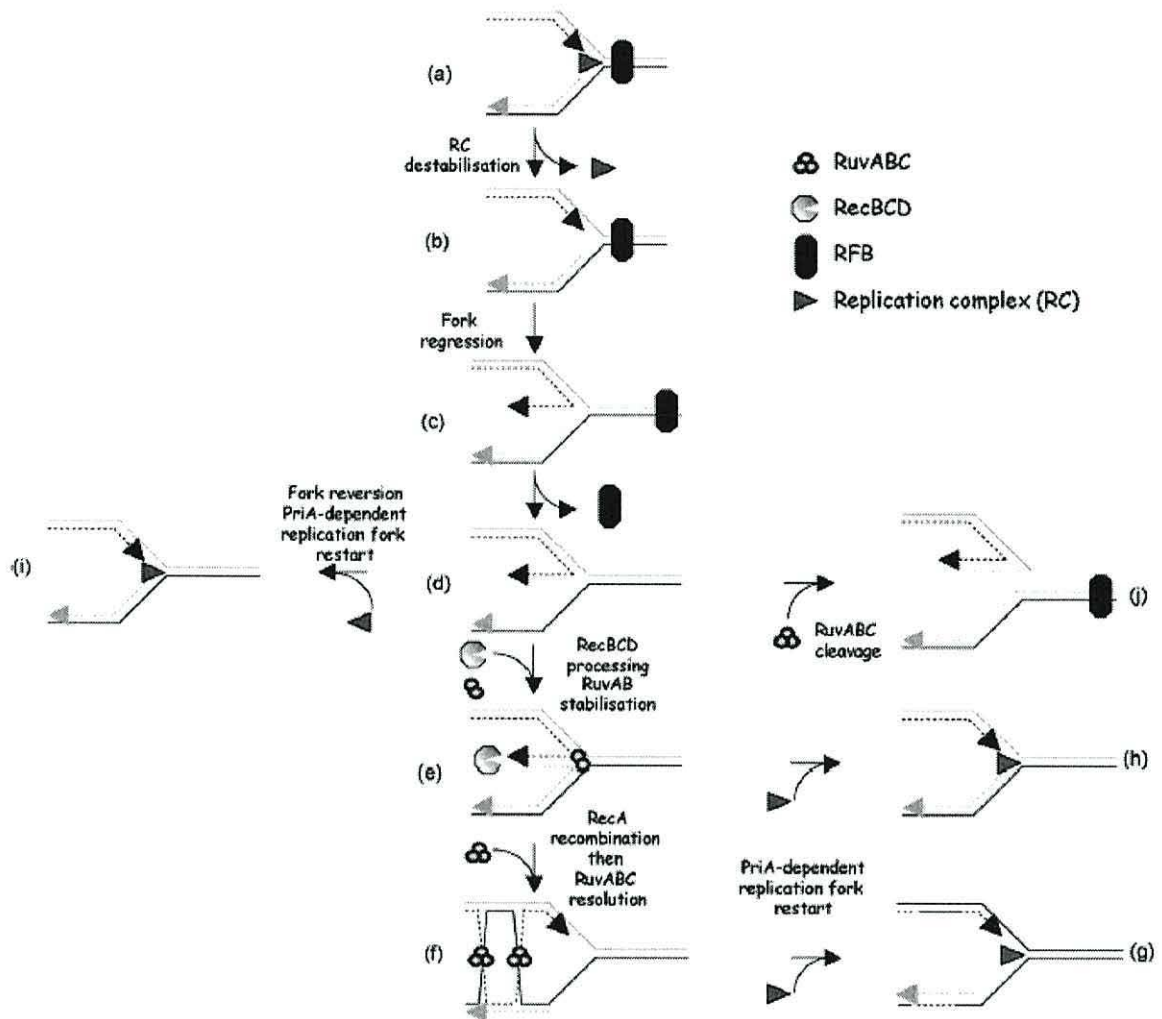 (a)
RC
destabilisation
RuvABC
RecBCD
RFB
Replication complex (RC)
(b)
Fork
regression
(c)
Fork reversion
PriA-dependent
replication fork
restart
(i)
(d)
(j)
RuvABC
cleavage
RecBCD
processing
RuvAB
stabilisation
(e)
(h)
RecA
recombination
then
RuvABC
resolution
PriA-dependent
replication fork
restart
(f)
(g)